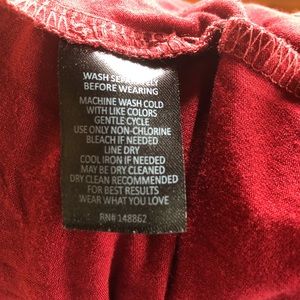 WASH SEPARATELY
BEFORE WEARING
MACHINE WASH COLD
WITH LIKE COLORS
GENTLE CYCLE
USE ONLY NON-CHLORINE
BLEACH IF NEEDED
LINE DRY
COOL IRON IF NEEDED
MAY BE DRY CLEANED
DRY CLEAN RECOMMENDED
FOR BEST RESULTS
WEAR WHAT YOU LOVE
RN# 148862